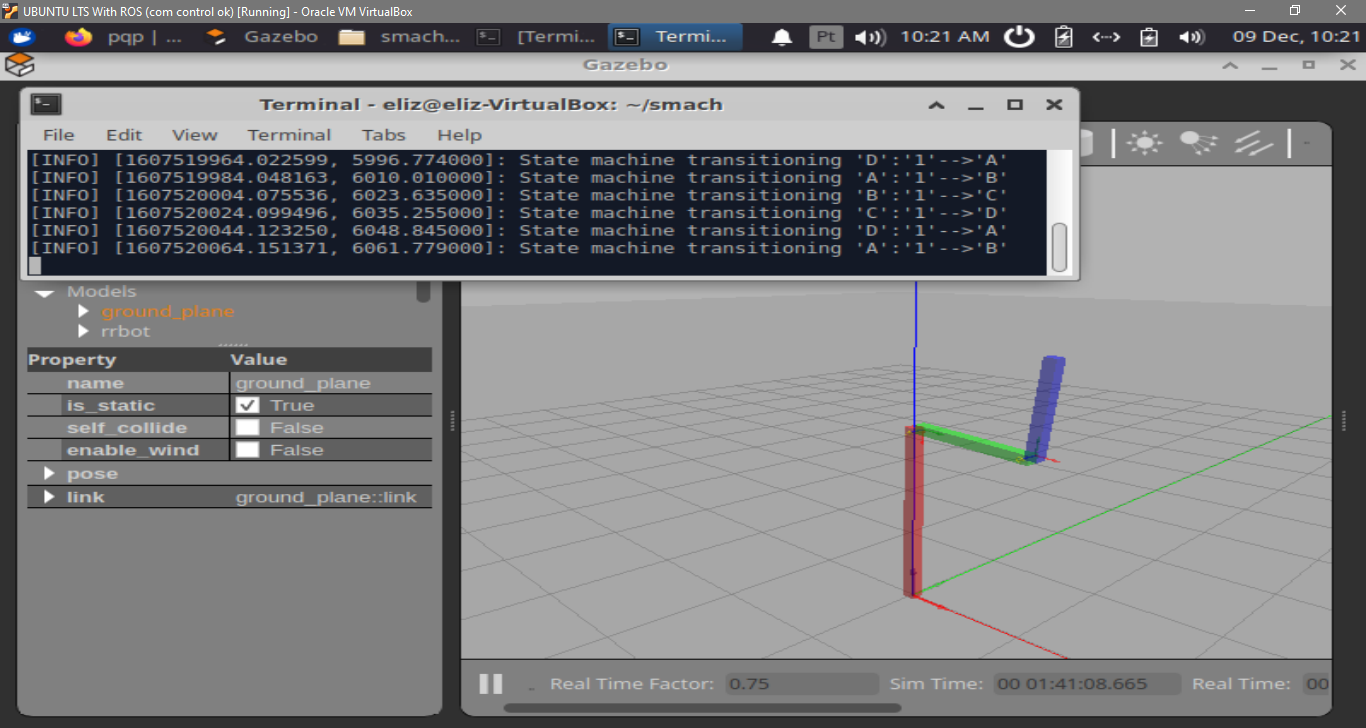 UBUNTU LTS With ROS (com control ok) [Running] - Oracle VM VirtualBox
pqp | ... Gazebo smach... [Termi... Termi... Pt 10:21 AM 09 Dec, 10:21
Gazebo
Terminal - eliz@eliz-VirtualBox: ~/smach
File Edit View Terminal Tabs Help
[INFO] [1607519964.022599, 5996.774000]: State machine transitioning 'D':'1'-->'A'
[INFO] [1607519984.048163, 6010.010000]: State machine transitioning 'A':'1'-->'B'
[INFO] [1607520004.075536, 6023.635000]: State machine transitioning 'B':'1'-->'C'
[INFO] [1607520024.099496, 6035.255000]: State machine transitioning 'C':'1'-->'D'
[INFO] [1607520044.123250, 6048.845000]: State machine transitioning 'D':'1'-->'A'
[INFO] [1607520064.151371, 6061.779000]: State machine transitioning 'A':'1'-->'B'
Models
ground_plane
rrbot
Property Value
name ground_plane
is_static True
self_collide False
enable_wind False
pose
link ground_plane::link
Real Time Factor: 0.75 Sim Time: 00 01:41:08.665 Real Time: 00